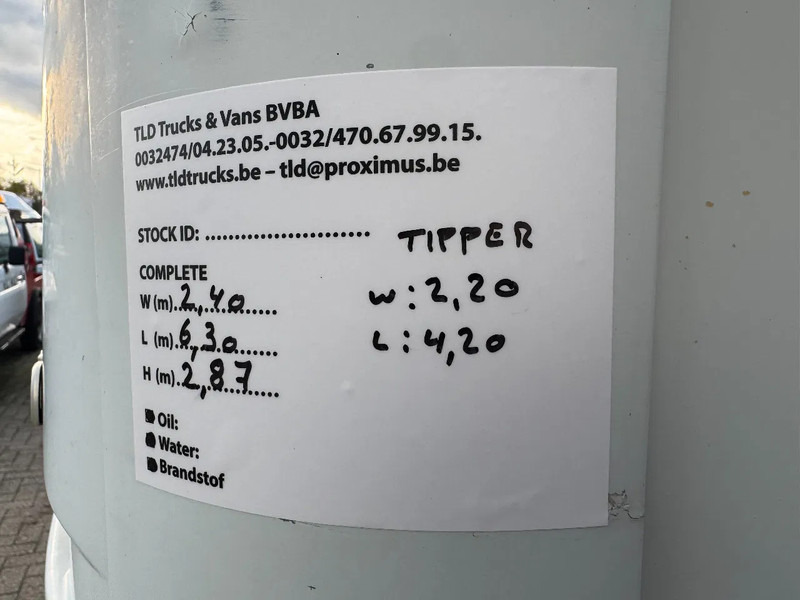 TLD Trucks & Vans BVBA
0032474/04.23.05.-0032/470.67.99.15.
www.tldtrucks.be – tld@proximus.be
STOCK ID: ..............................
TIPPER
COMPLETE
W (m).2,40......
w : 2,20
L (m).6,30.......
L : 4,20
H (m).2,87......
Oil:
Water:
Brandstof